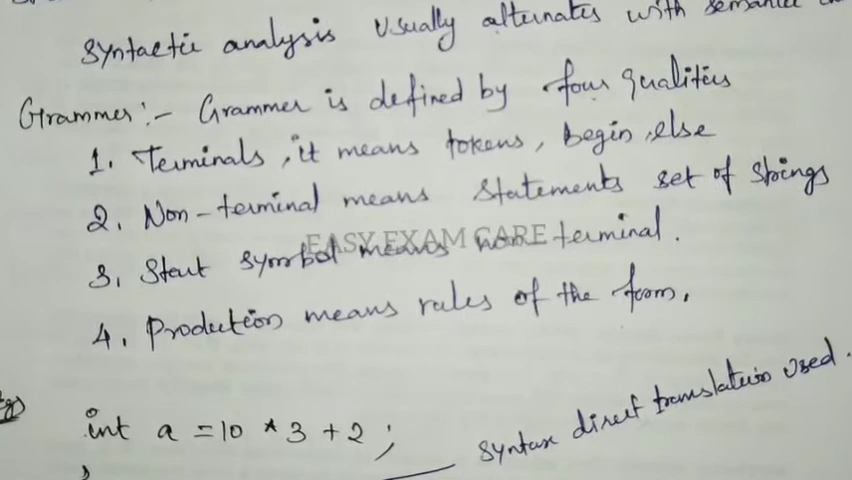 Syntactic analysis Usually alternates with semantic
Grammer:- Grammer is defined by four qualities
1. Terminals, it means tokens, begin, else
2. Non-terminal means statements set of strings
3. Start symbol means non terminal.
EASY EXAM CARE
4. Production means rules of the form.
int a = 10 * 3 + 2 ;
syntax direct translation used.